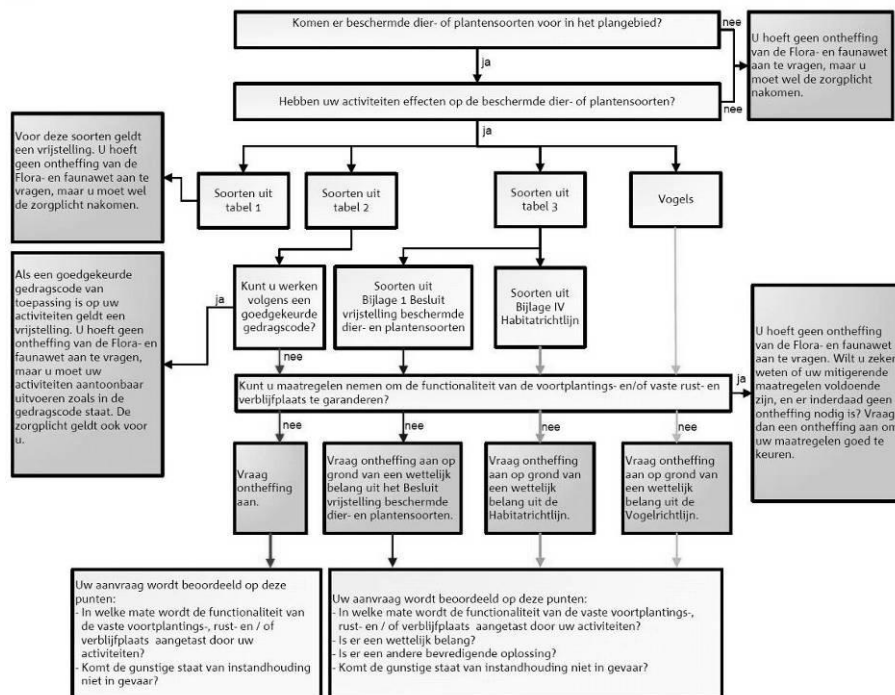 Komen er beschermde dier- of plantensoorten voor in het plangebied?
nee
U hoeft geen ontheffing
van de Flora- en faunawet
aan te vragen, maar u
moet wel de zorgplicht
nakomen.
ja
Hebben uw activiteiten effecten op de beschermde dier- of plantensoorten?
nee
ja
Voor deze soorten geldt
een vrijstelling. U hoeft
geen ontheffing van de
Flora- en faunawet aan te
vragen, maar u moet wel
de zorgplicht nakomen.
Soorten uit
tabel 1
Soorten uit
tabel 2
Soorten uit
tabel 3
Vogels
Als een goedgekeurde
gedragscode van
toepassing is op uw
activiteiten geldt een
vrijstelling. U hoeft geen
ontheffing van de Flora- en
faunawet aan te vragen,
maar u moet uw
activiteiten aantoonbaar
uitvoeren zoals in de
gedragscode staat. De
zorgplicht geldt ook voor
u.
ja
Kunt u werken
volgens een
goedgekeurde
gedragscode?
Soorten uit
Bijlage 1 Besluit
vrijstelling beschermde
dier- en plantensoorten
Soorten uit
Bijlage IV
Habitatrichtlijn
nee
Kunt u maatregelen nemen om de functionaliteit van de voortplantings- en/of vaste rust- en
verblijfplaats te garanderen?
ja
U hoeft geen ontheffing
van de Flora- en faunawet
aan te vragen. Wilt u zeker
weten of uw mitigerende
maatregelen voldoende
zijn, en er inderdaad geen
ontheffing nodig is? Vraag
dan een ontheffing aan om
uw maatregelen goed te
keuren.
nee
nee
nee
nee
Vraag
ontheffing
aan.
Vraag ontheffing aan op
grond van een wettelijk
belang uit het Besluit
vrijstelling beschermde
dier- en plantensoorten.
Vraag ontheffing
aan op grond van
een wettelijk
belang uit de
Habitatrichtlijn.
Vraag ontheffing
aan op grond van
een wettelijk
belang uit de
Vogelrichtlijn.
Uw aanvraag wordt beoordeeld op deze
punten:
- In welke mate wordt de functionaliteit van
de vaste voortplantings-, rust- en / of
verblijfplaats aangetast door uw
activiteiten?
- Komt de gunstige staat van instandhouding
niet in gevaar?
Uw aanvraag wordt beoordeeld op deze punten:
- In welke mate wordt de functionaliteit van de vaste voortplantings-,
rust- en / of verblijfplaats aangetast door uw activiteiten?
- Is er een wettelijk belang?
- Is er een andere bevredigende oplossing?
- Komt de gunstige staat van instandhouding niet in gevaar?